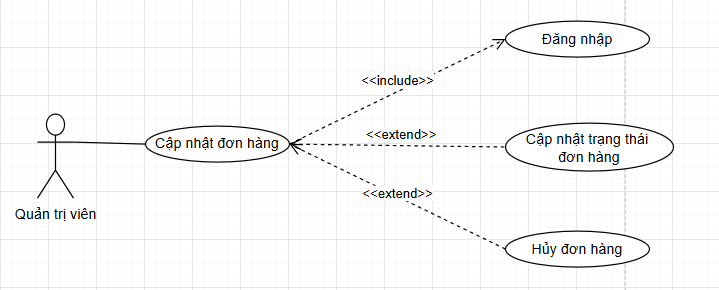 Đăng nhập
<<include>>
<<extend>>
Cập nhật đơn hàng
Cập nhật trạng thái
đơn hàng
<<extend>>
Quản trị viên
Hủy đơn hàng